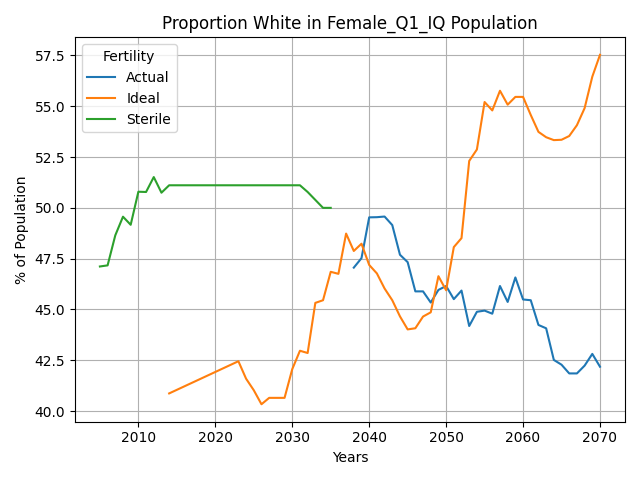 Proportion White in Female_Q1_IQ Population
Fertility
Actual
Ideal
Sterile
57.5
55.0
52.5
50.0
47.5
45.0
42.5
40.0
% of Population
2010
2020
2030
2040
2050
2060
2070
Years